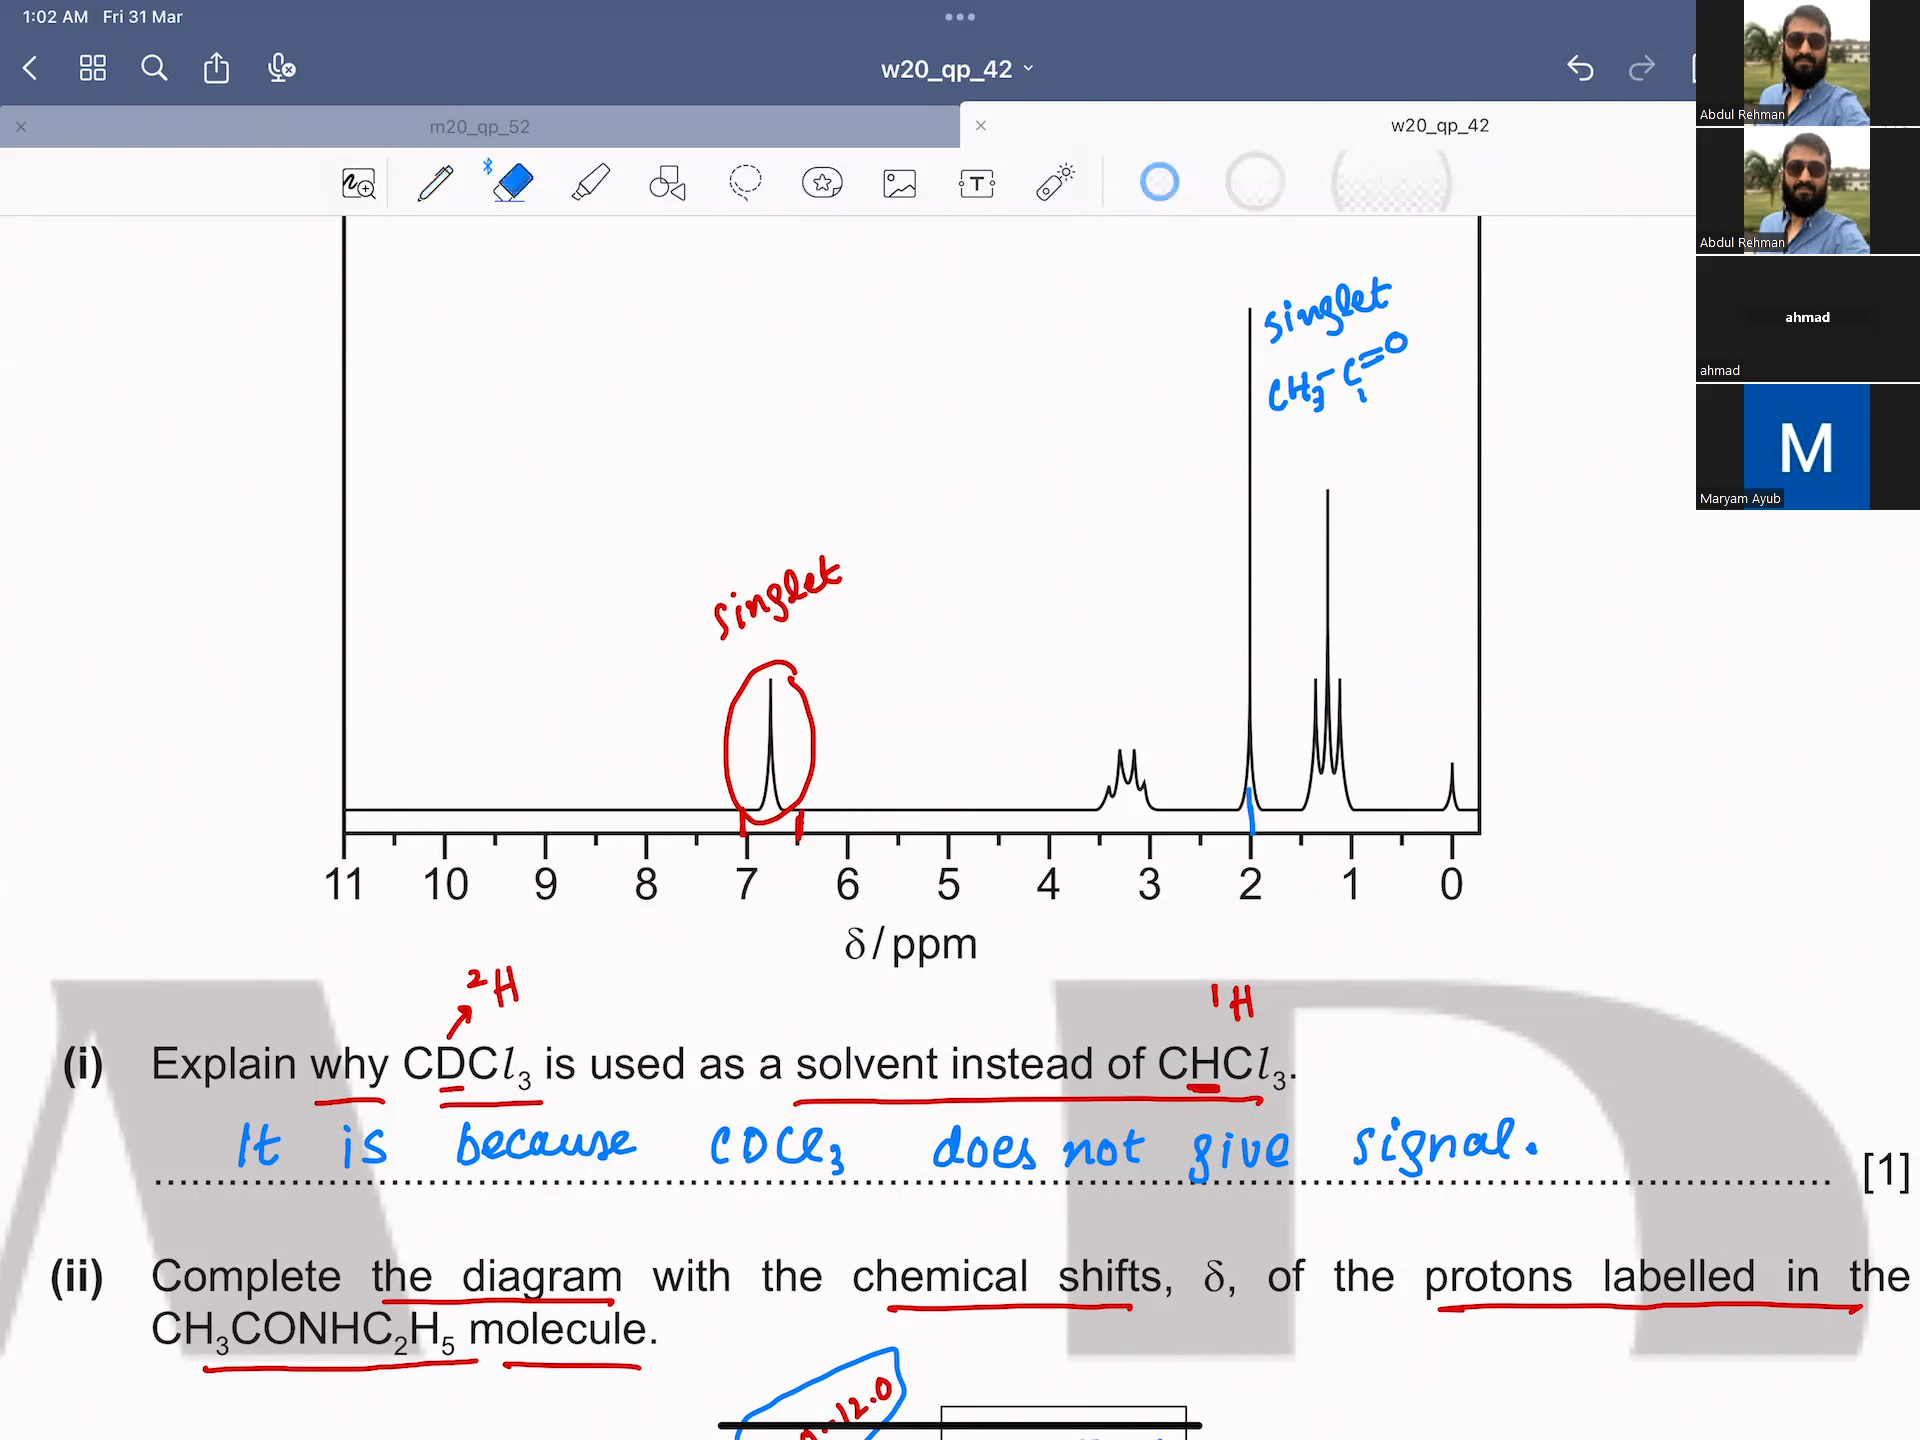 1:02 AM Fri 31 Mar
w20_qp_42
m20_qp_52
w20_qp_42
T
Abdul Rehman
Abdul Rehman
ahmad
ahmad
M
Maryam Ayub
singlet
CH₃-C=O
singlet
11 10 9 8 7 6 5 4 3 2 1 0
δ/ppm
²H
¹H
(i) Explain why CDCl₃ is used as a solvent instead of CHCl₃.
It is because CDCl₃ does not give signal.
[1]
(ii) Complete the diagram with the chemical shifts, δ, of the protons labelled in the
CH₃CONHC₂H₅ molecule.